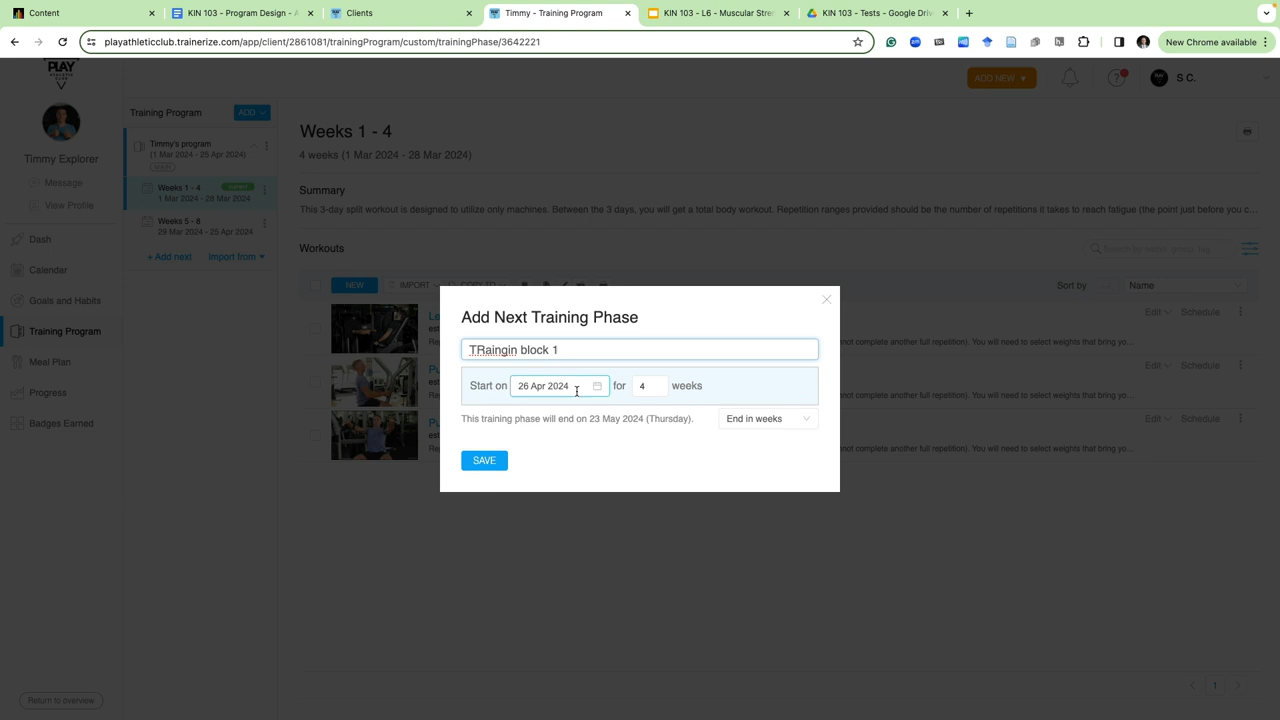 Content
KIN 103 - Program Design - A
Clients
Timmy - Training Program
KIN 103 - L6 - Muscular Stren
KIN 103 - Tests - Google Driv
playathleticclub.trainerize.com/app/client/2861081/trainingProgram/custom/trainingPhase/3642221
New Chrome available
PLAY
ATHLETIC
CLUB
Timmy Explorer
Message
View Profile
Dash
Calendar
Goals and Habits
Training Program
Meal Plan
Progress
Badges Earned
Return to overview
Training Program
ADD
Timmy's program
[1 Mar 2024 - 25 Apr 2024]
MAIN
Weeks 1 - 4
1 Mar 2024 - 28 Mar 2024
Weeks 5 - 8
29 Mar 2024 - 25 Apr 2024
+ Add next
Import from
ADD NEW
S C.
Weeks 1 - 4
4 weeks (1 Mar 2024 - 28 Mar 2024)
Summary
This 3-day split workout is designed to utilize only machines. Between the 3 days, you will get a total body workout. Repetition ranges provided should be the number of repetitions it takes to reach fatigue (the point just before you c...
Workouts
NEW
IMPORT
COPY TO
Sort by
Name
Edit
Schedule
not complete another full repetition). You will need to select weights that bring yo...
Edit
Schedule
not complete another full repetition). You will need to select weights that bring yo...
Edit
Schedule
not complete another full repetition). You will need to select weights that bring yo...
Add Next Training Phase
TRaingin block 1
Start on 26 Apr 2024 for 4 weeks
This training phase will end on 23 May 2024 (Thursday).
End in weeks
SAVE
1